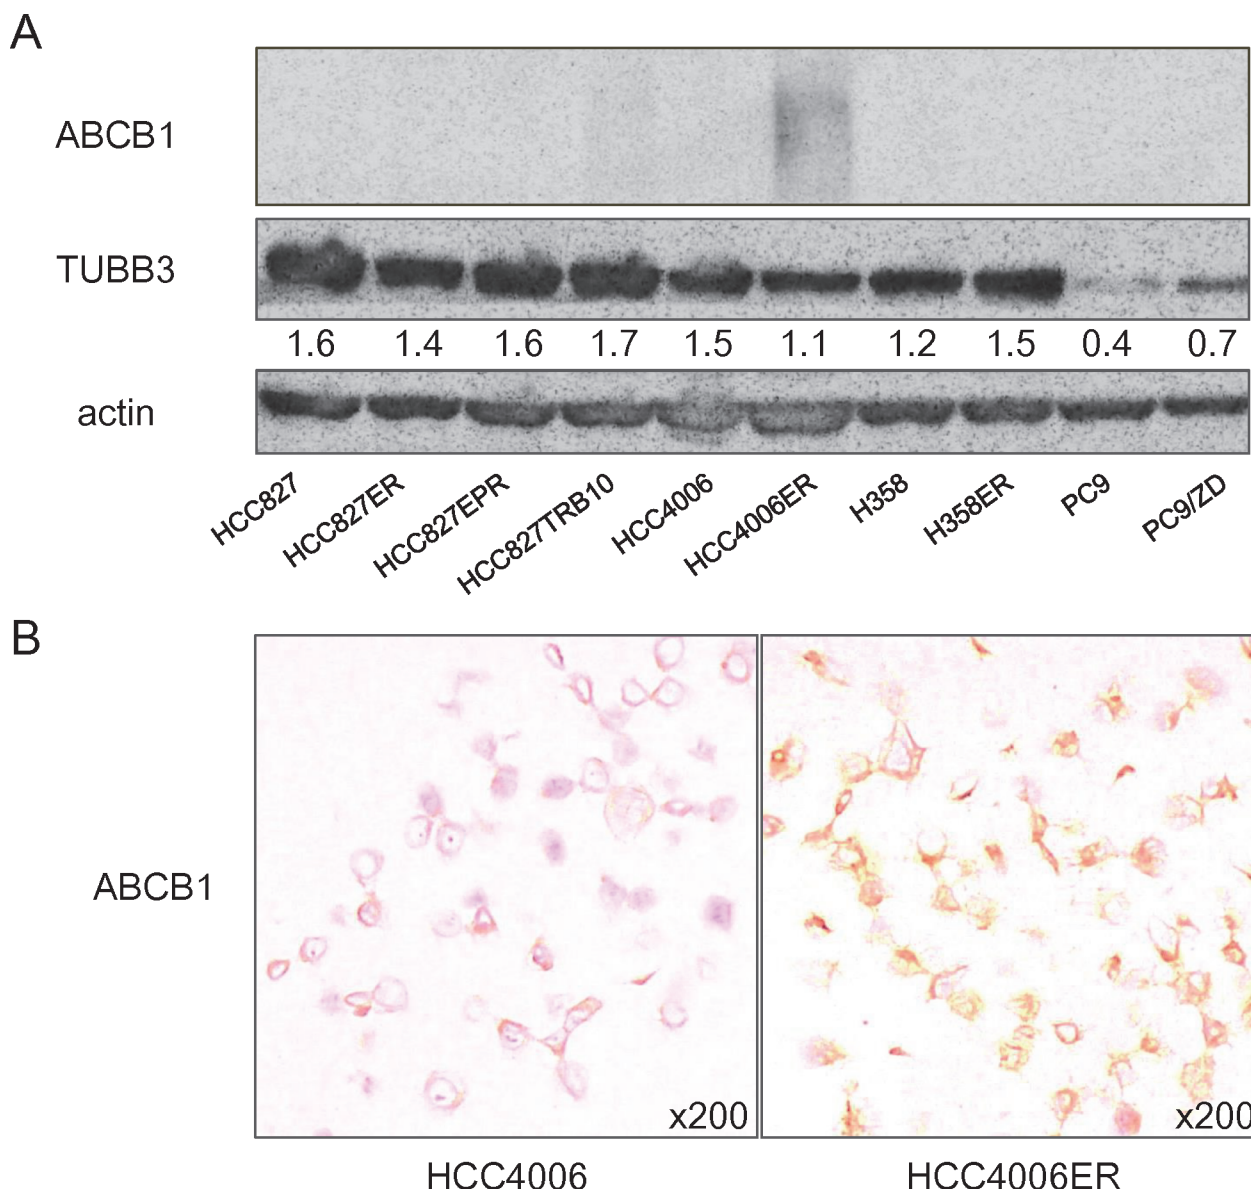 A
ABCB1
TUBB3
1.6 1.4 1.6 1.7 1.5 1.1 1.2 1.5 0.4 0.7
actin
HCC827 HCC827ER HCC827EPR HCC827TRB10 HCC4006 HCC4006ER H358 H358ER PC9 PC9/ZD
B
ABCB1
x200 x200
HCC4006 HCC4006ER